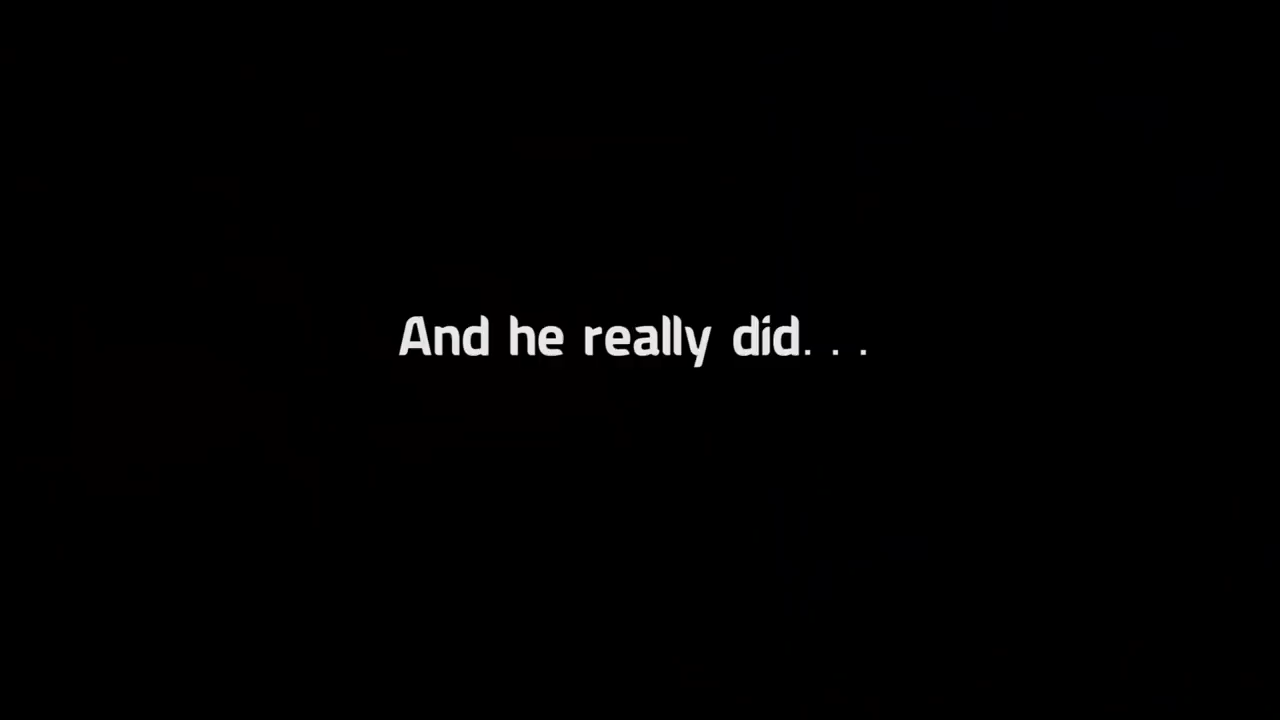 And he really did. . .